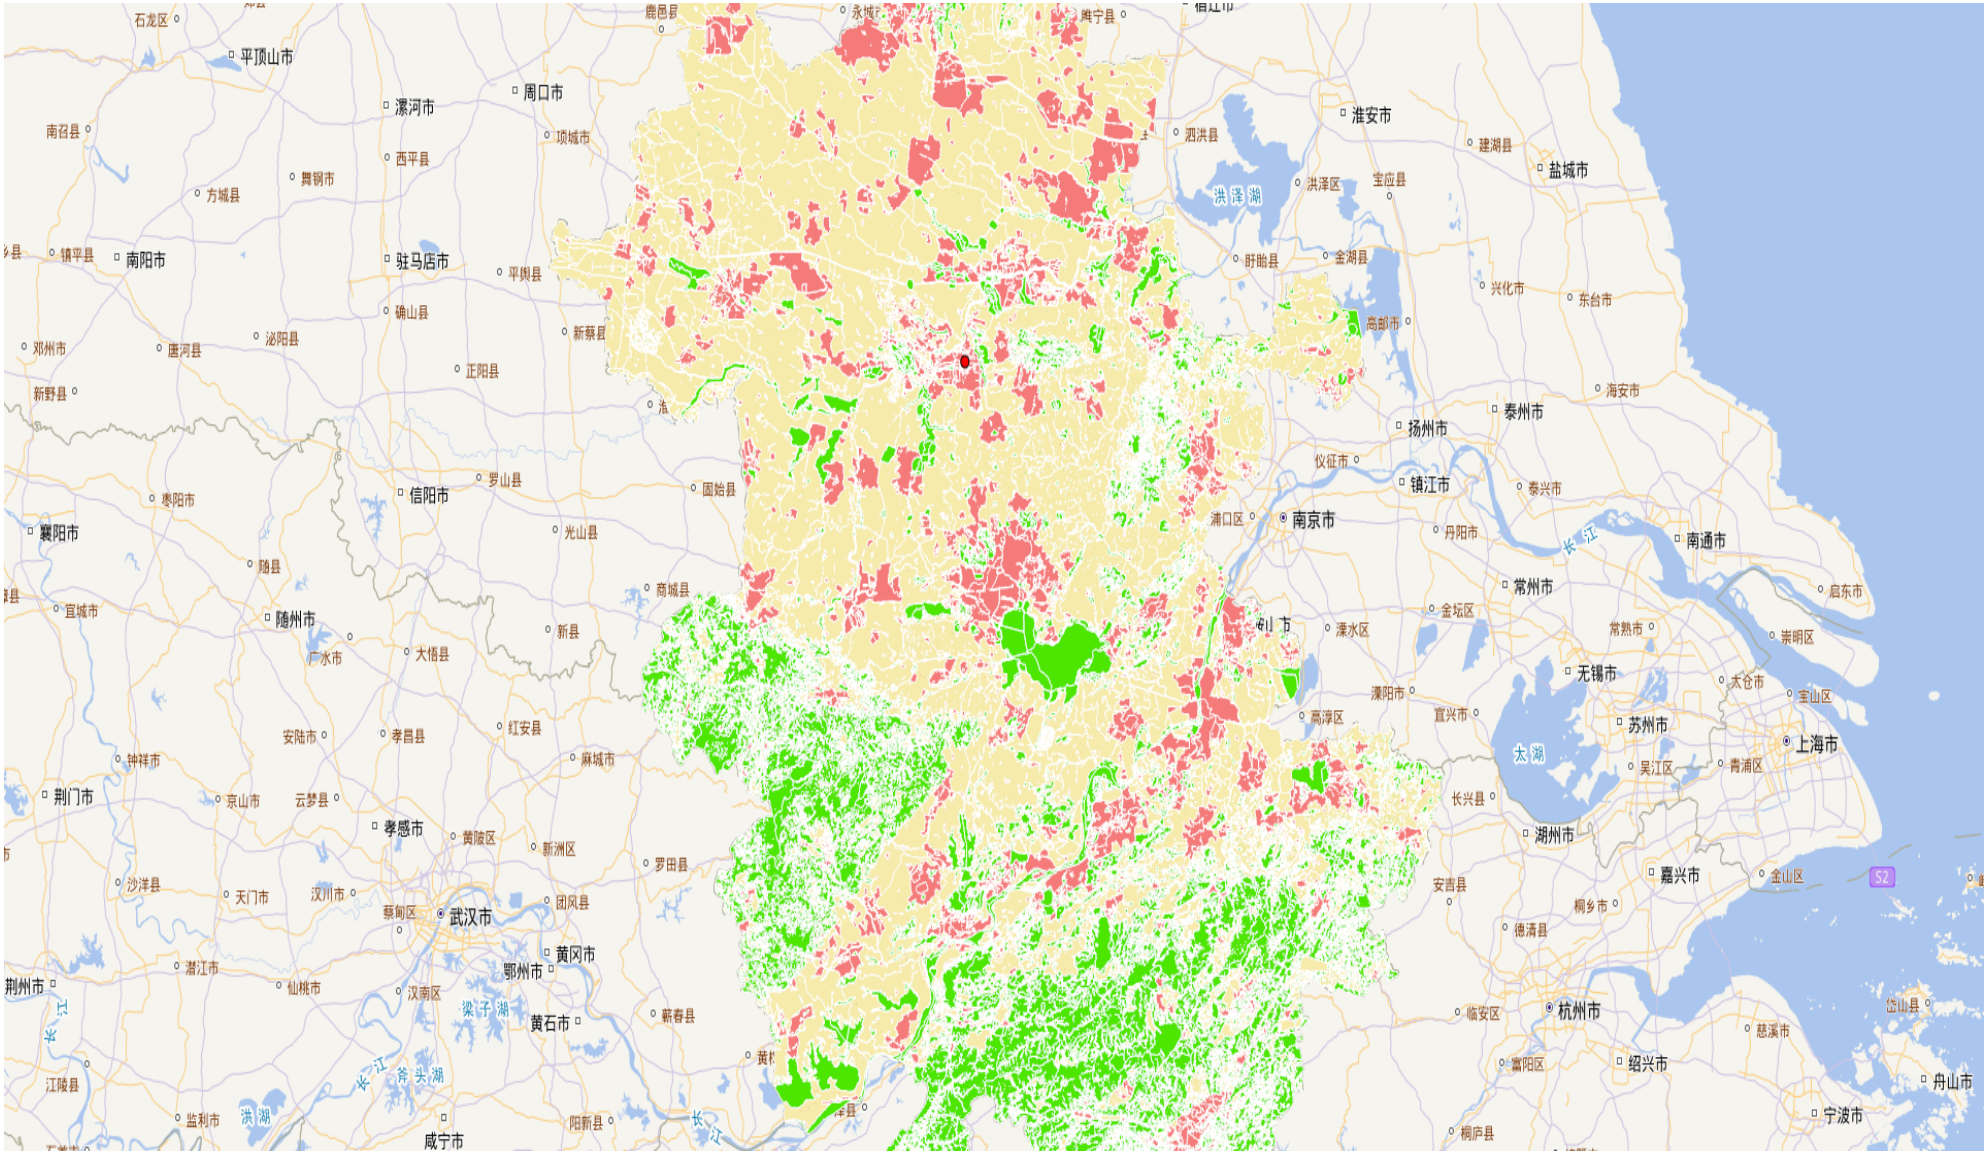 石龙区
鹿邑县
睢宁县
平顶山市
周口市
漯河市
淮安市
南召县
项城市
泗洪县
建湖县
西平县
盐城市
舞钢市
宝应县
洪泽区
方城县
洪泽湖
镇平县
南阳市
驻马店市
平舆县
盱眙县
金湖县
兴化市
东台市
确山县
高邮市
新蔡县
泌阳县
邓州市
唐河县
正阳县
新野县
海安市
泰州市
扬州市
仪征市
罗山县
镇江市
泰兴市
固始县
信阳市
枣阳市
浦口区
南京市
襄阳市
光山县
丹阳市
长江
南通市
随县
常州市
商城县
启东市
宜城市
金坛区
随州市
新县
溧水区
常熟市
崇明区
广水市
大悟县
无锡市
太仓市
溧阳市
宝山区
高淳区
宜兴市
苏州市
安陆市
孝昌县
红安县
上海市
太湖
钟祥市
麻城市
吴江区
青浦区
荆门市
京山市
云梦县
长兴县
孝感市
黄陂区
湖州市
新洲区
罗田县
嘉兴市
金山区
S2
沙洋县
天门市
汉川市
安吉县
蔡甸区
武汉市
团风县
桐乡市
德清县
黄冈市
鄂州市
潜江市
荆州市
仙桃市
汉南区
梁子湖
岱山县
长江
黄石市
蕲春县
临安区
杭州市
慈溪市
富阳区
绍兴市
江陵县
长江
斧头湖
舟山市
洪湖
监利市
阳新县
长江
宁波市
咸宁市
桐庐县